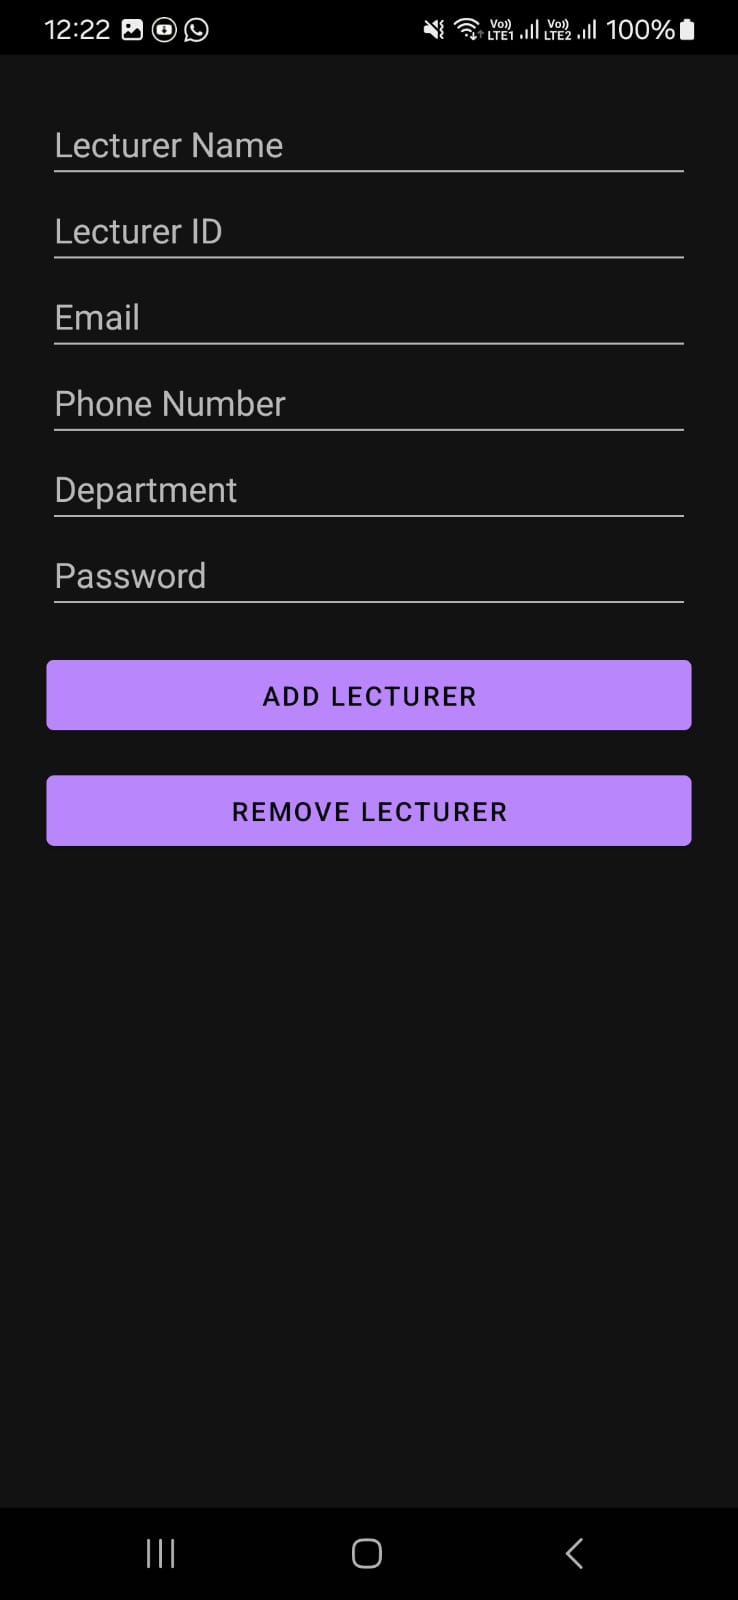 12:22 Vo)) LTE1 Vo)) LTE2 100%
Lecturer Name
Lecturer ID
Email
Phone Number
Department
Password
ADD LECTURER
REMOVE LECTURER